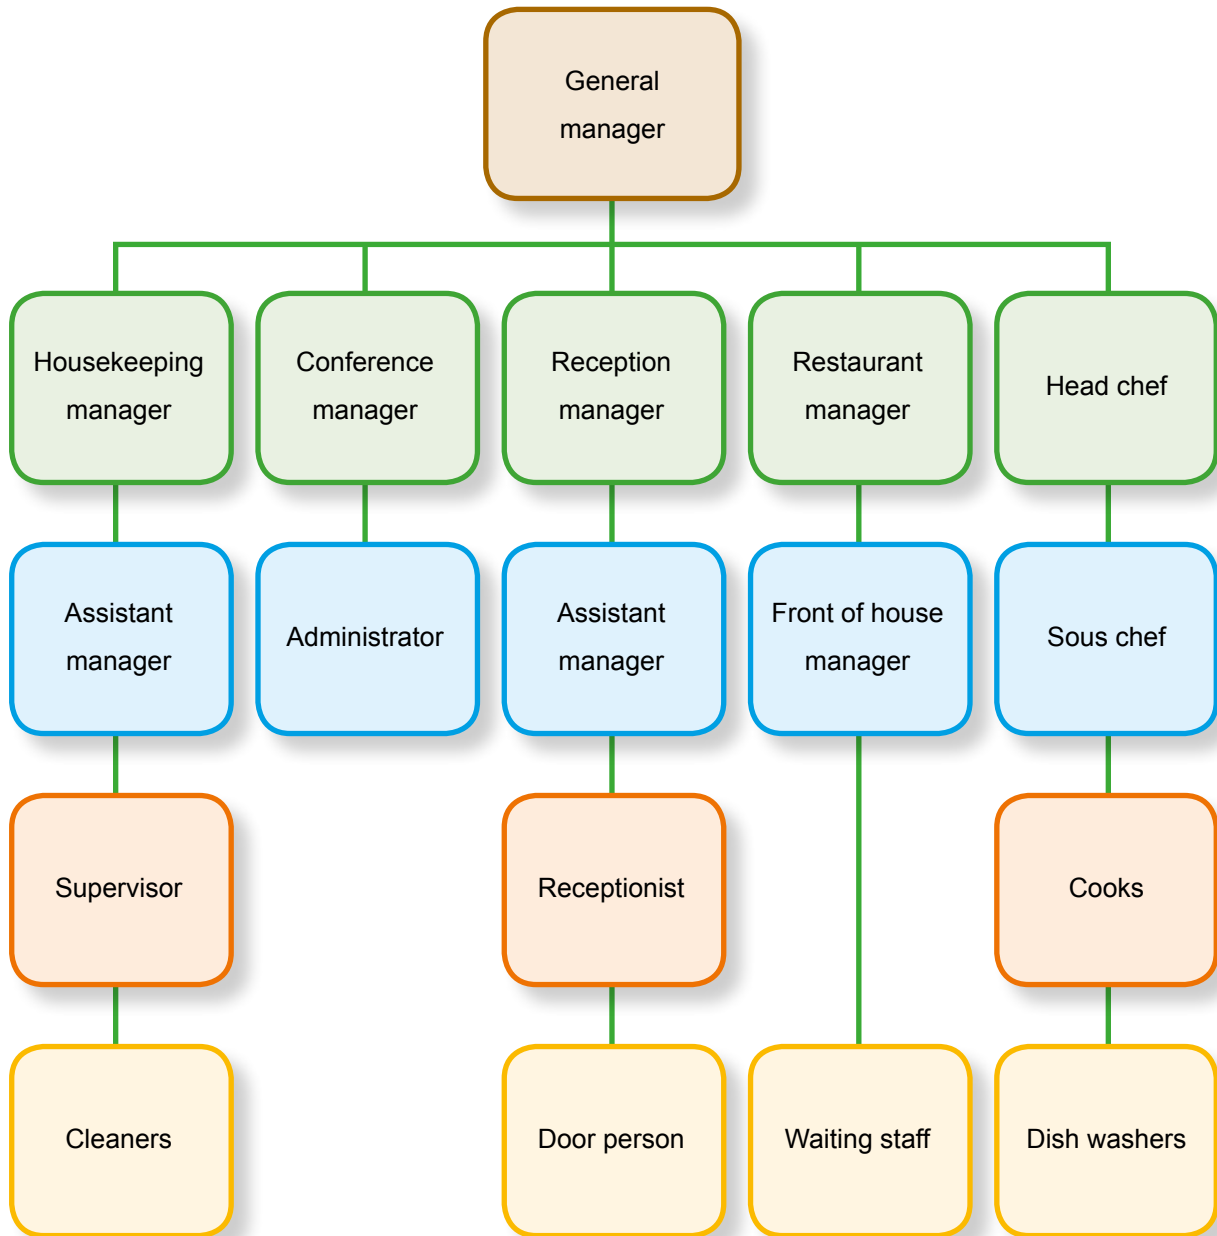 General
manager
Housekeeping
manager
Conference
manager
Reception
manager
Restaurant
manager
Head chef
Assistant
manager
Administrator
Assistant
manager
Front of house
manager
Sous chef
Supervisor
Receptionist
Cooks
Cleaners
Door person
Waiting staff
Dish washers